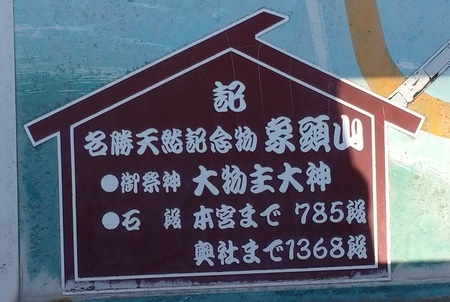 記
名勝天然記念物 象頭山
●御祭神 大物主大神
●石段 本宮まで 785段
奥社まで1368段